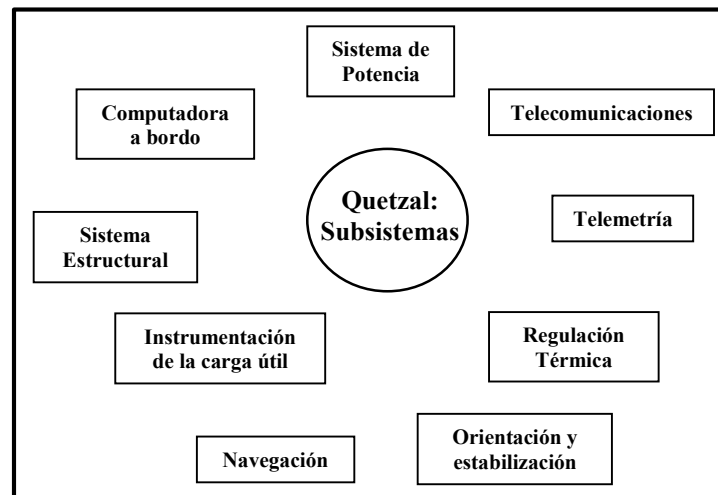 Sistema de
Potencia
Computadora
a bordo
Telecomunicaciones
Quetzal:
Subsistemas
Telemetría
Sistema
Estructural
Instrumentación
de la carga útil
Regulación
Térmica
Navegación
Orientación y
estabilización